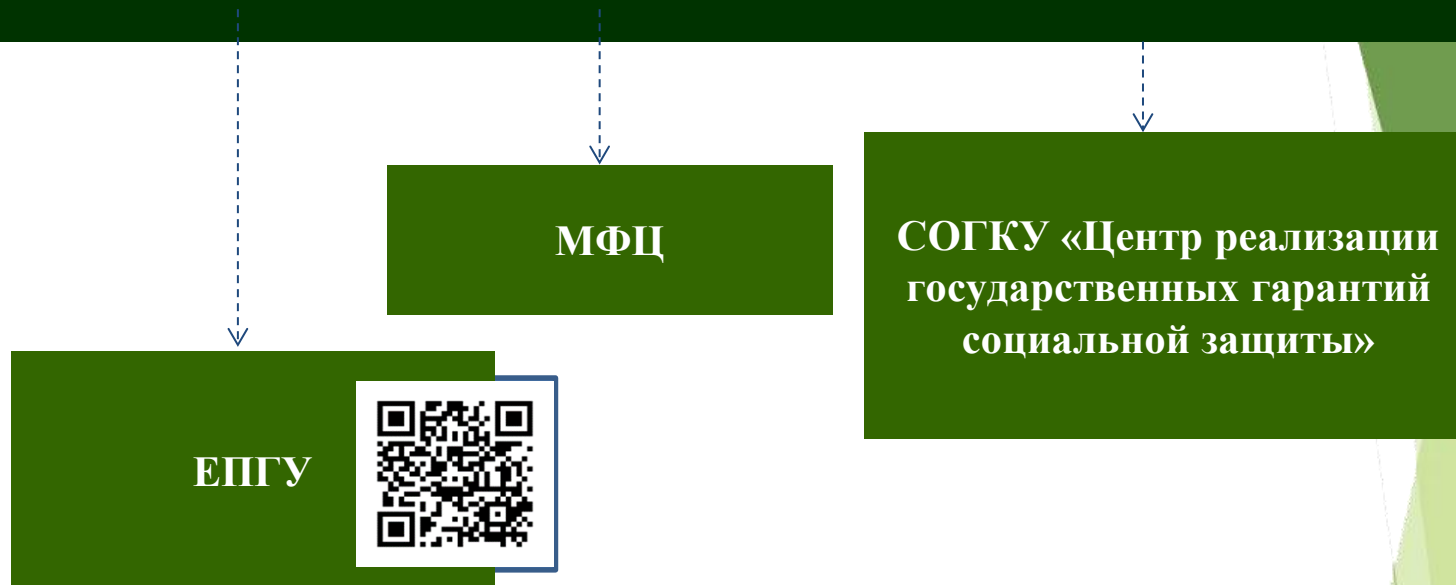 МФЦ
СОГКУ «Центр реализации
государственных гарантий
социальной защиты»
ЕПГУ